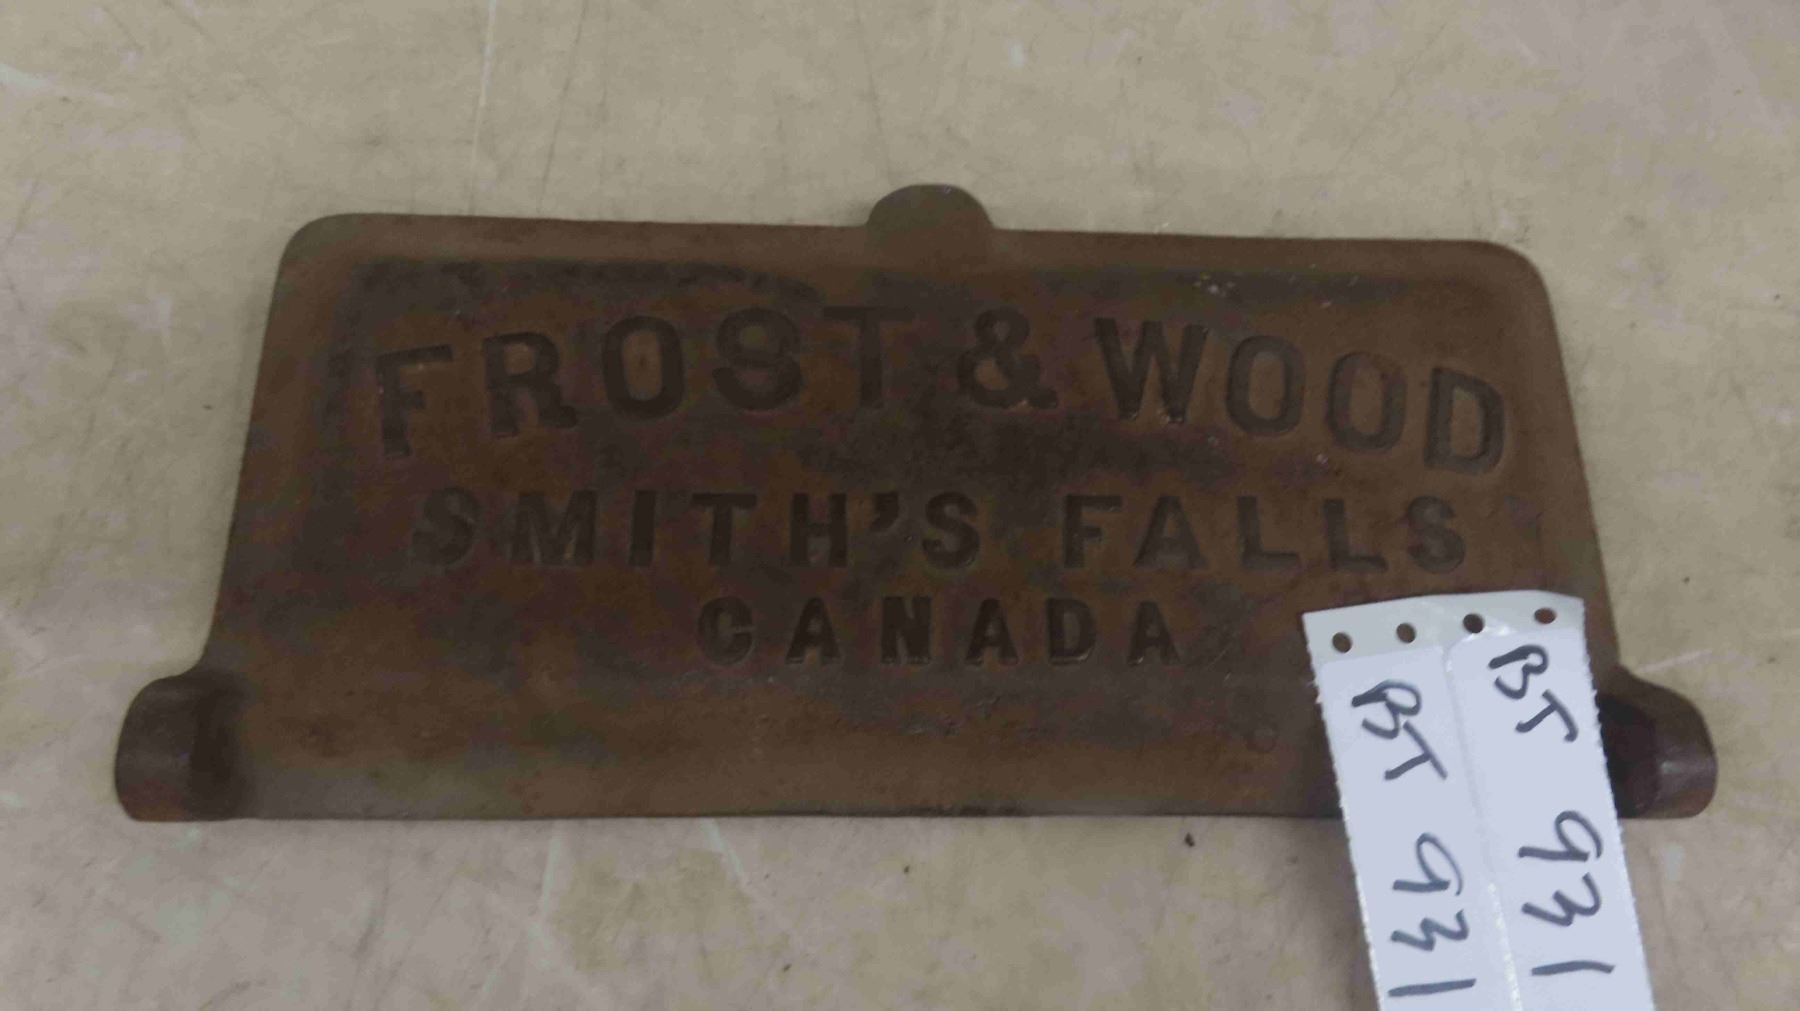 FROST & WOOD
SMITH'S FALLS
CANADA
BT 931
BT 931